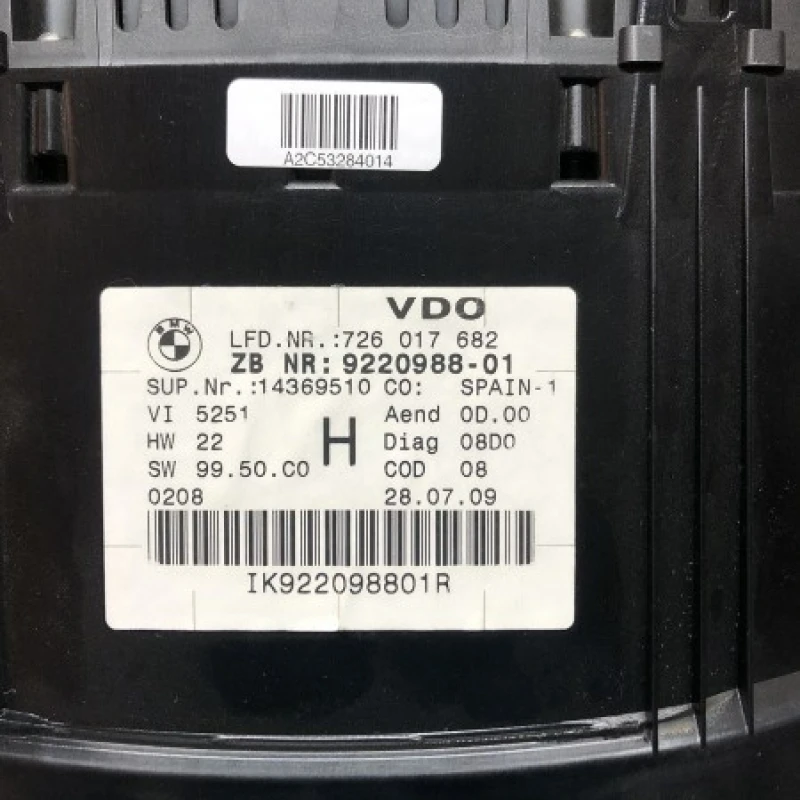 A2C53284014
VDO
BMW
LFD.NR.:726 017 682
ZB NR: 9220988-01
SUP.Nr.:14369510 CO: SPAIN-1
VI 5251 Aend 0D.00
HW 22 H Diag 08D0
SW 99.50.C0 COD 08
0208 28.07.09
IK922098801R